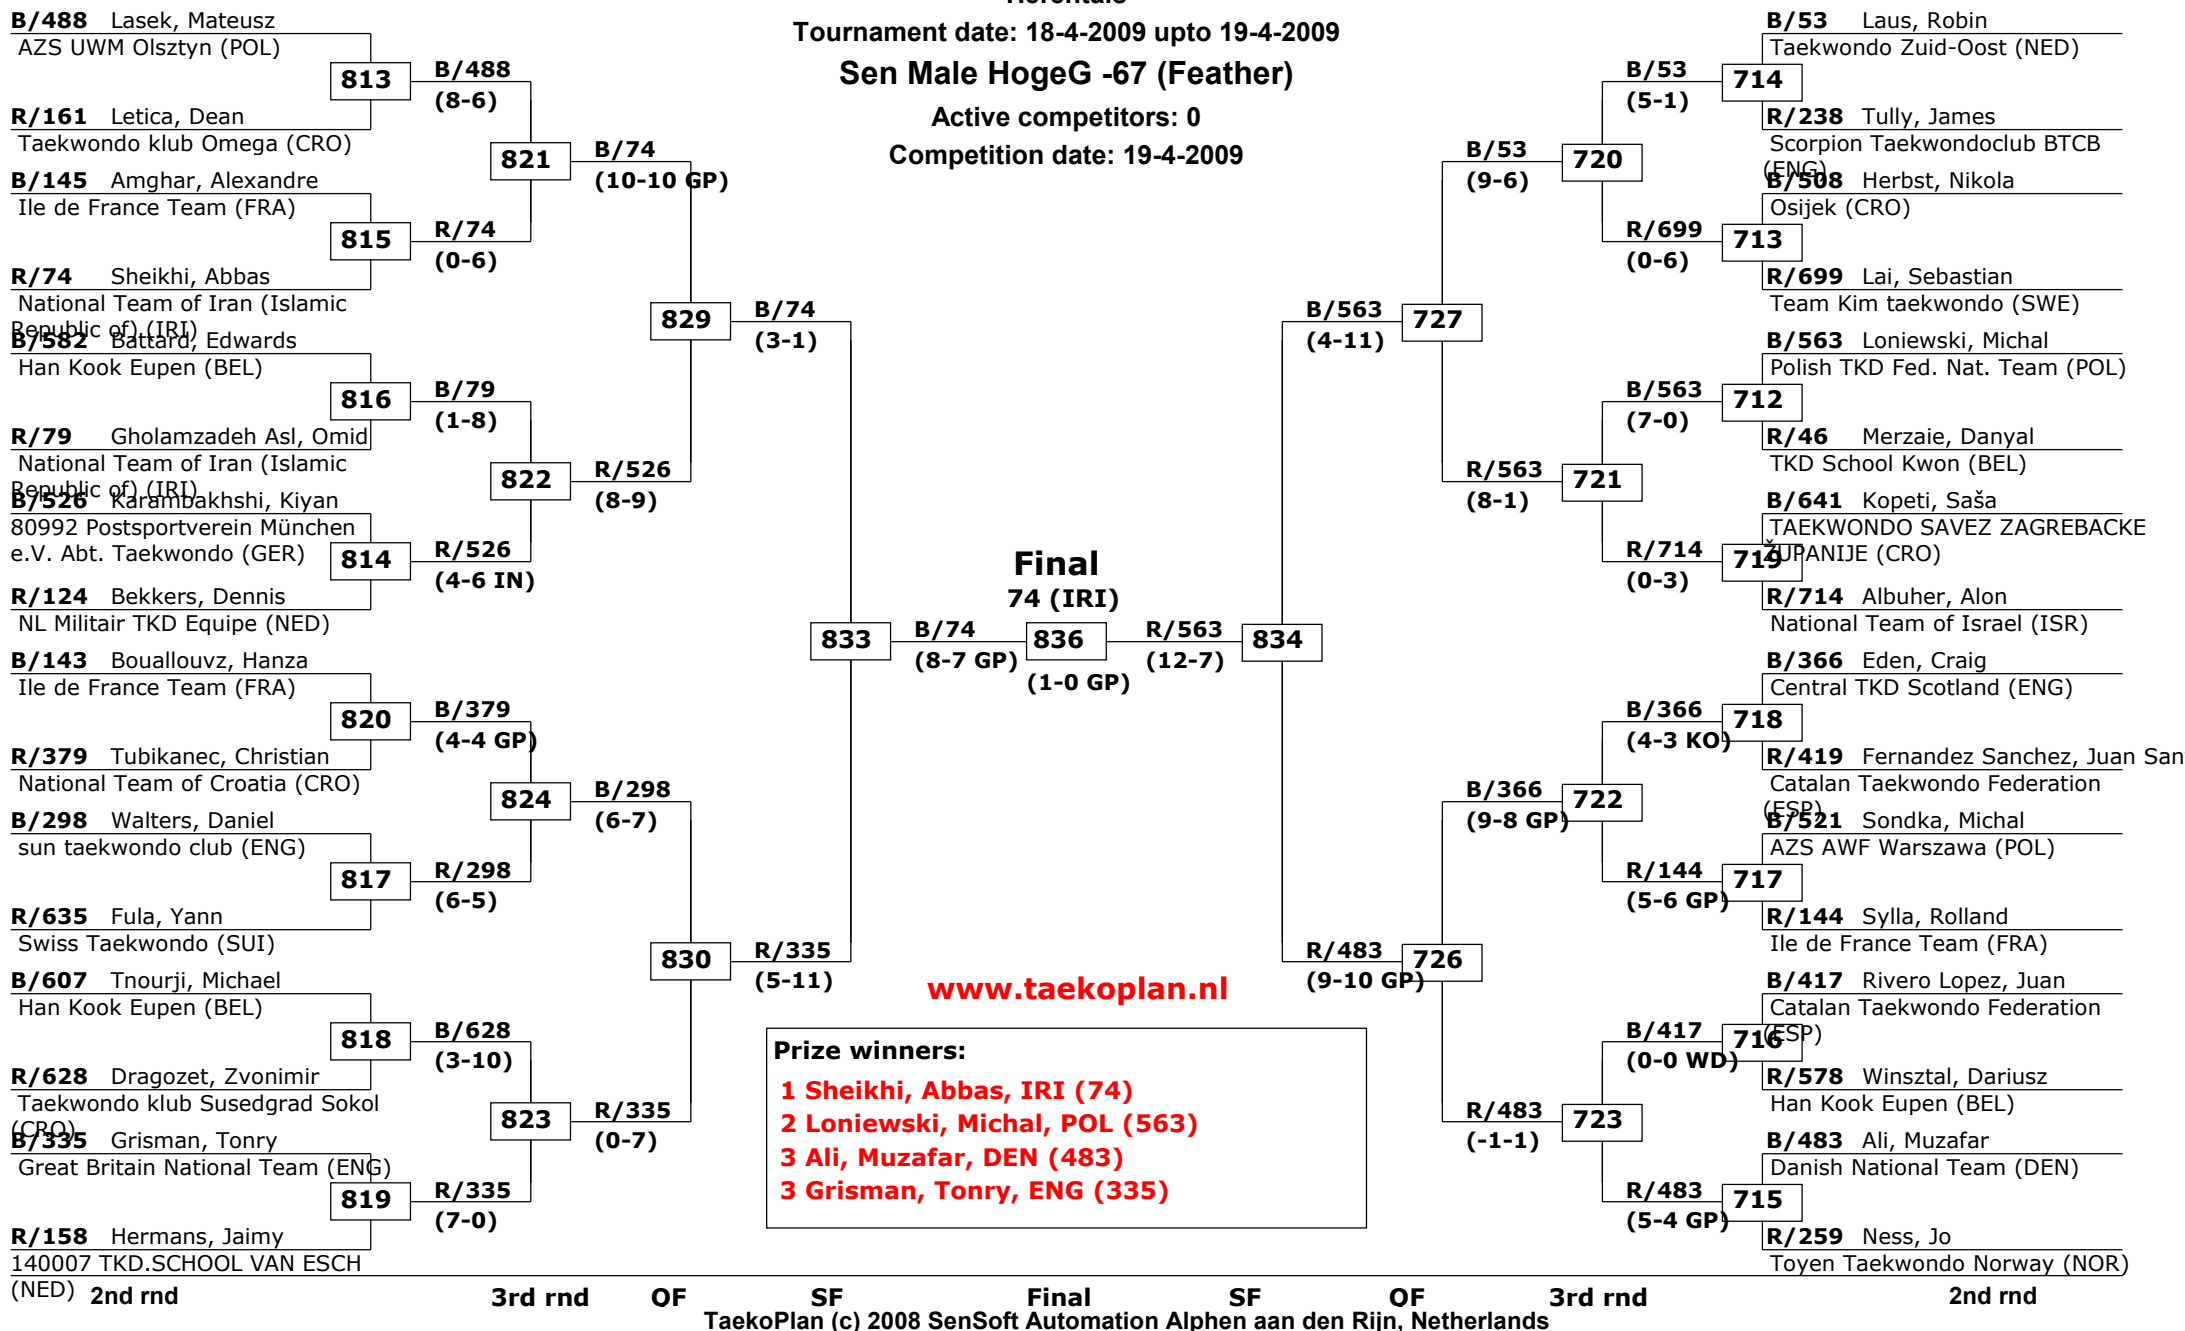 Herentals
Tournament date: 18-4-2009 upto 19-4-2009
Sen Male HogeG -67 (Feather)
Active competitors: 0
Competition date: 19-4-2009
B/488 Lasek, Mateusz
AZS UWM Olsztyn (POL)
813
R/161 Letica, Dean
Taekwondo klub Omega (CRO)
B/145 Amghar, Alexandre
Ile de France Team (FRA)
815
R/74 Sheikhi, Abbas
National Team of Iran (Islamic
Republic of) (IRI)
B/582 Battard, Edwards
Han Kook Eupen (BEL)
816
R/79 Gholamzadeh Asl, Omid
National Team of Iran (Islamic
Republic of) (IRI)
B/526 Karambakhshi, Kiyan
80992 Postsportverein München
e.V. Abt. Taekwondo (GER)
814
R/124 Bekkers, Dennis
NL Militair TKD Equipe (NED)
B/143 Bouallouvz, Hanza
Ile de France Team (FRA)
820
R/379 Tubikanec, Christian
National Team of Croatia (CRO)
B/298 Walters, Daniel
sun taekwondo club (ENG)
817
R/635 Fula, Yann
Swiss Taekwondo (SUI)
B/607 Tnourji, Michael
Han Kook Eupen (BEL)
818
R/628 Dragozet, Zvonimir
Taekwondo klub Susedgrad Sokol
(CRO)
B/335 Grisman, Tonry
Great Britain National Team (ENG)
819
R/158 Hermans, Jaimy
140007 TKD.SCHOOL VAN ESCH
(NED)
B/488
(8-6)
821
R/74
(0-6)
B/79
(1-8)
822
R/526
(4-6 IN)
B/379
(4-4 GP)
824
R/298
(6-5)
B/628
(3-10)
823
R/335
(7-0)
B/74
(10-10 GP)
829
R/526
(8-9)
B/298
(6-7)
830
R/335
(0-7)
B/74
(3-1)
833
R/335
(5-11)
B/74
(8-7 GP)
Final
74 (IRI)
836
(1-0 GP)
R/563
(12-7)
834
B/563
(4-11)
727
R/483
(9-10 GP)
726
B/53
(9-6)
720
R/563
(8-1)
721
B/366
(9-8 GP)
722
R/483
(-1-1)
723
B/53
(5-1)
R/699
(0-6)
B/563
(7-0)
R/714
(0-3)
B/366
(4-3 KO)
R/144
(5-6 GP)
B/417
(0-0 WD)
R/483
(5-4 GP)
B/53 Laus, Robin
Taekwondo Zuid-Oost (NED)
714
R/238 Tully, James
Scorpion Taekwondoclub BTCB
(ENG)
B/508 Herbst, Nikola
Osijek (CRO)
713
R/699 Lai, Sebastian
Team Kim taekwondo (SWE)
B/563 Loniewski, Michal
Polish TKD Fed. Nat. Team (POL)
712
R/46 Merzaie, Danyal
TKD School Kwon (BEL)
B/641 Kopeti, Saša
TAEKWONDO SAVEZ ZAGREBACKE
ŽUPANIJE (CRO)
719
R/714 Albuher, Alon
National Team of Israel (ISR)
B/366 Eden, Craig
Central TKD Scotland (ENG)
718
R/419 Fernandez Sanchez, Juan San
Catalan Taekwondo Federation
(ESP)
B/521 Sondka, Michal
AZS AWF Warszawa (POL)
717
R/144 Sylla, Rolland
Ile de France Team (FRA)
B/417 Rivero Lopez, Juan
Catalan Taekwondo Federation
(ESP)
716
R/578 Winsztal, Dariusz
Han Kook Eupen (BEL)
B/483 Ali, Muzafar
Danish National Team (DEN)
715
R/259 Ness, Jo
Toyen Taekwondo Norway (NOR)
www.taekoplan.nl
Prize winners:
1 Sheikhi, Abbas, IRI (74)
2 Loniewski, Michal, POL (563)
3 Ali, Muzafar, DEN (483)
3 Grisman, Tonry, ENG (335)
2nd rnd 3rd rnd QF SF Final SF QF 3rd rnd 2nd rnd
TaekoPlan (c) 2008 SenSoft Automation Alphen aan den Rijn, Netherlands